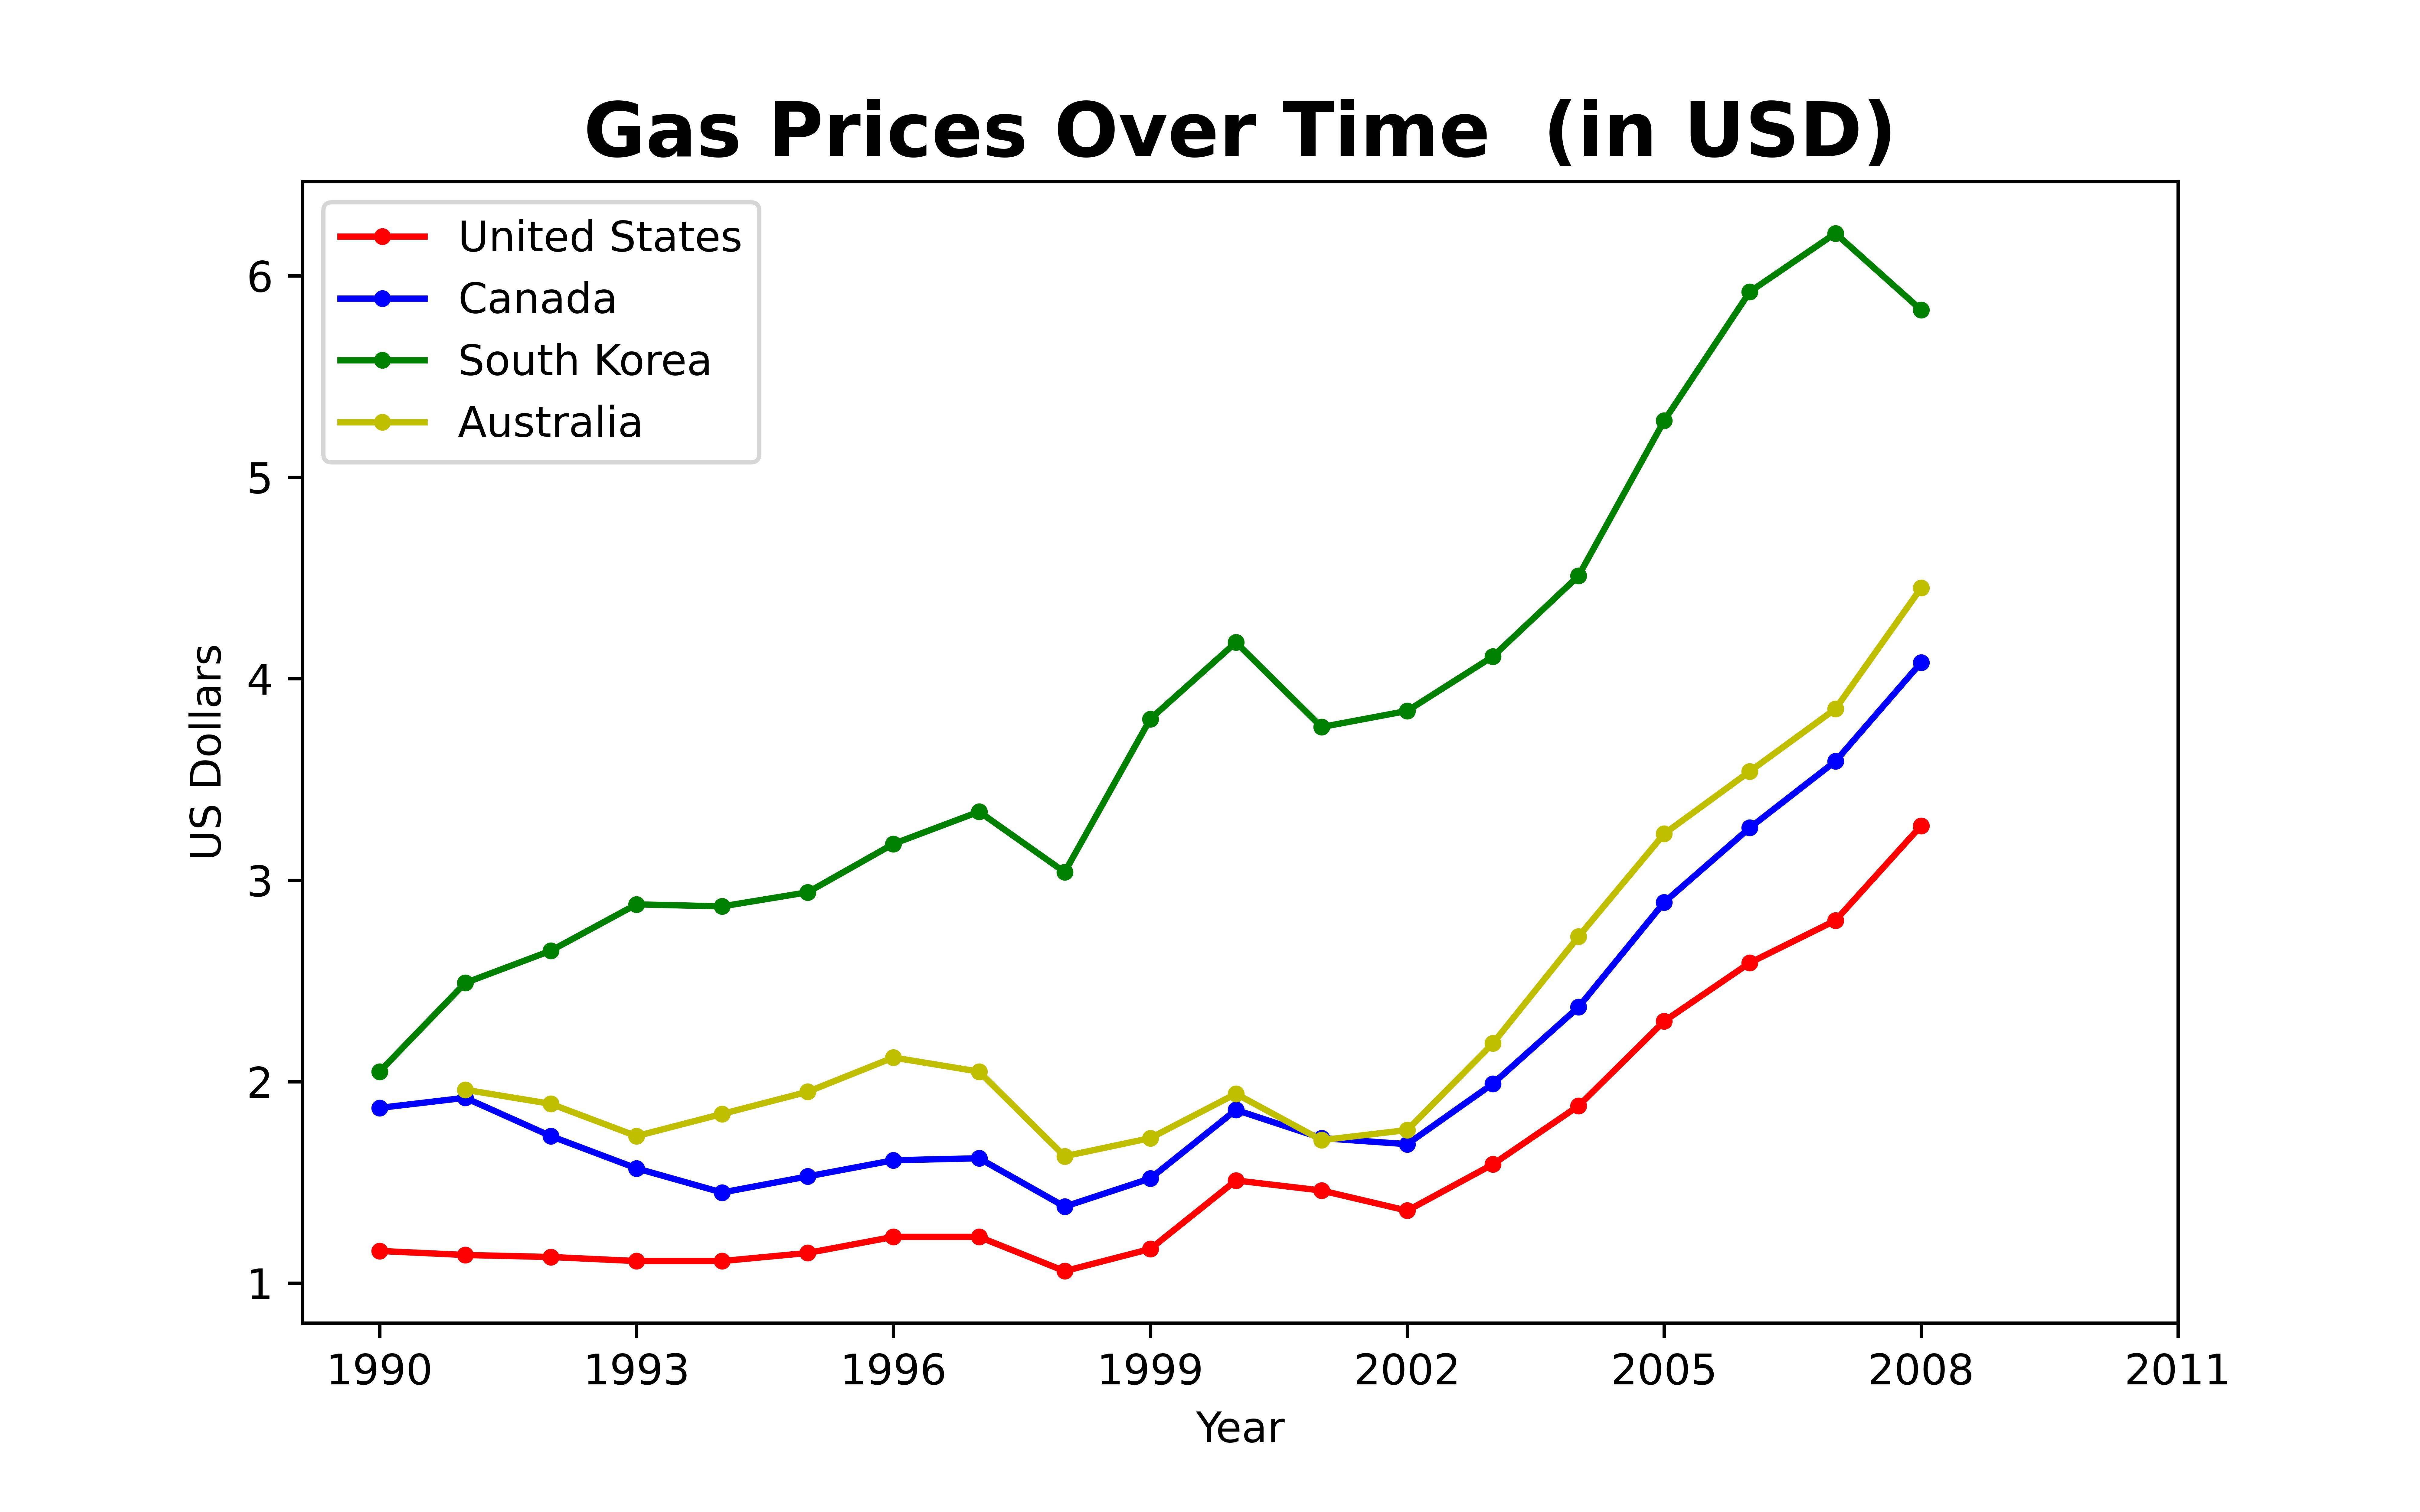 Gas Prices Over Time  (in USD)
United States
Canada
South Korea
Australia
6
5
4
3
2
1
US Dollars
1990 1993 1996 1999 2002 2005 2008 2011
Year